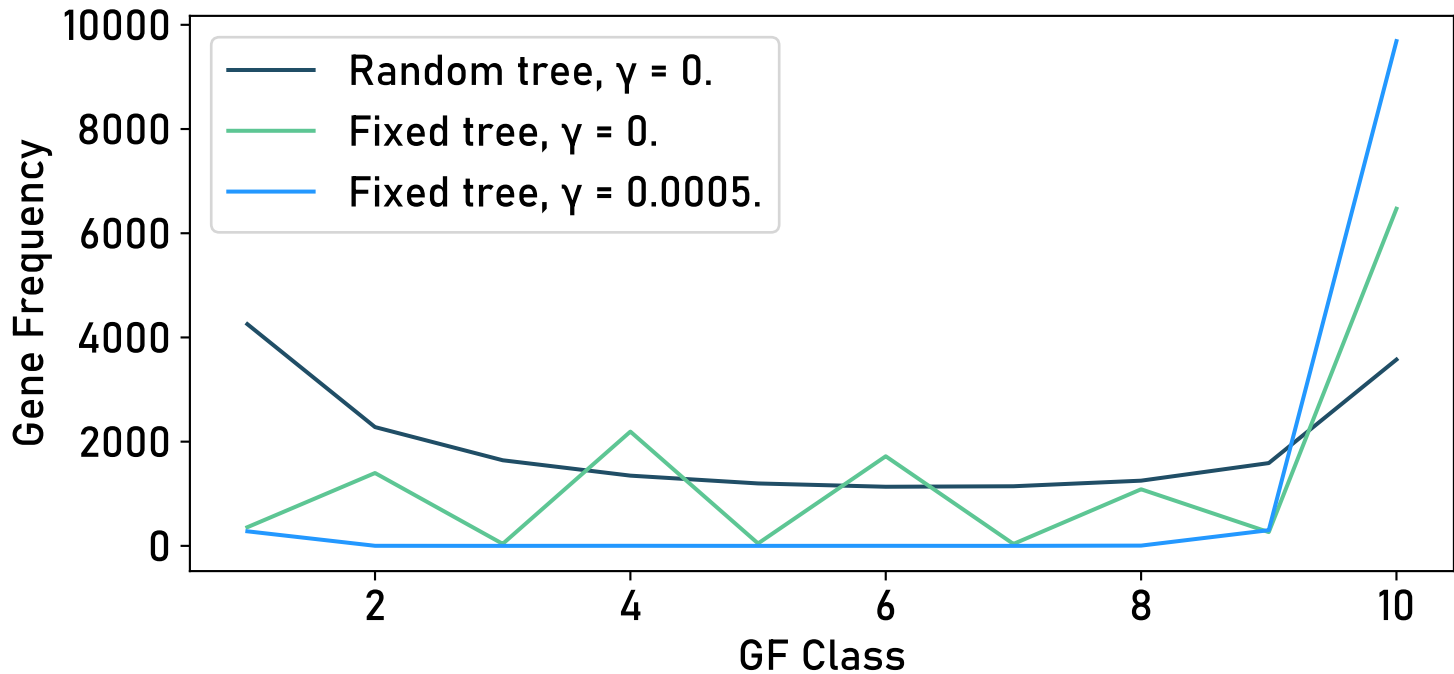 10000
8000
6000
4000
2000
0
Gene Frequency
Random tree, γ = 0.
Fixed tree, γ = 0.
Fixed tree, γ = 0.0005.
2 4 6 8 10
GF Class